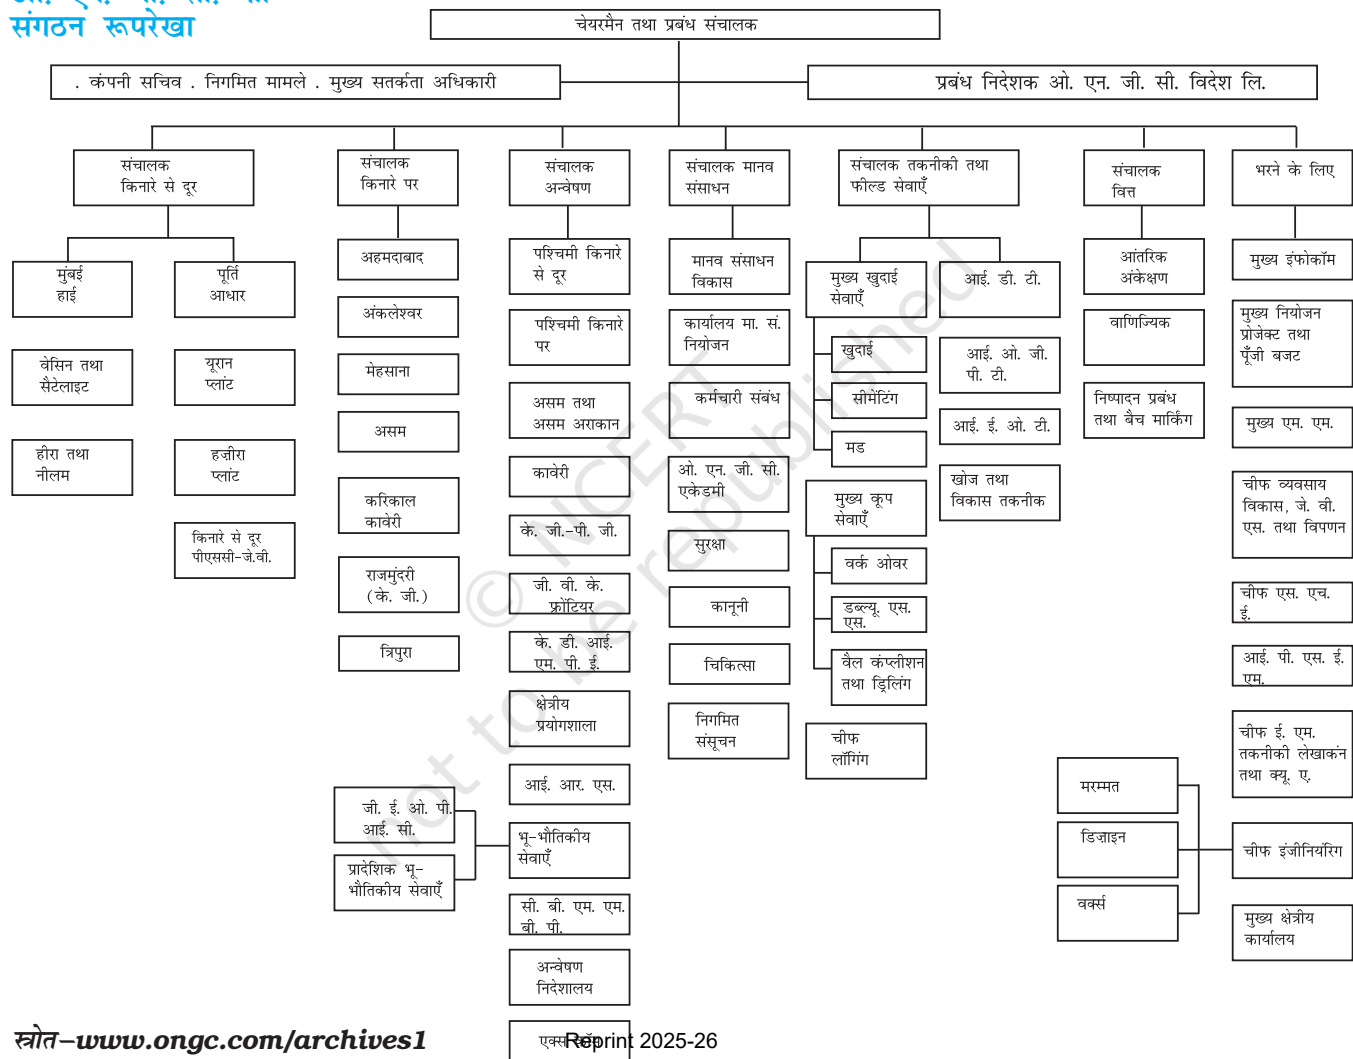 संगठन रूपरेखा
चेयरमैन तथा प्रबंध संचालक
. कंपनी सचिव . निगमित मामले . मुख्य सतर्कता अधिकारी
प्रबंध निदेशक ओ. एन. जी. सी. विदेश लि.
संचालक
किनारे से दूर
संचालक
किनारे पर
संचालक
अन्वेषण
संचालक मानव
संसाधन
संचालक तकनीकी तथा
फील्ड सेवाएँ
संचालक
वित्त
भरने के लिए
मुंबई
हाई
वेसिन तथा
सैटेलाइट
हीरा तथा
नीलम
पूर्ति
आधार
यूरान
प्लांट
हज़ीरा
प्लांट
किनारे से दूर
पीएससी-जे.वी.
अहमदाबाद
अंकलेश्वर
मेहसाना
असम
करिकाल
कावेरी
राजमुंदरी
(के. जी.)
त्रिपुरा
पश्चिमी किनारे
से दूर
पश्चिमी किनारे
पर
असम तथा
असम अराकान
कावेरी
के. जी.-पी. जी.
जी. वी. के.
फ्रोंटियर
के. डी. आई.
एम. पी. ई.
क्षेत्रीय
प्रयोगशाला
आई. आर. एस.
भू-भौतिकीय
सेवाएँ
जी. ई. ओ. पी.
आई. सी.
प्रादेशिक भू-
भौतिकीय सेवाएँ
सी. बी. एम. एम.
बी. पी.
अन्वेषण
निदेशालय
एक्स
मानव संसाधन
विकास
कार्यालय मा. सं.
नियोजन
कर्मचारी संबंध
ओ. एन. जी. सी.
एकेडमी
सुरक्षा
कानूनी
चिकित्सा
निगमित
संसूचन
मुख्य खुदाई
सेवाएँ
खुदाई
सीमेंटिंग
मड
मुख्य कूप
सेवाएँ
वर्क ओवर
डब्ल्यू. एस.
एस.
वैल कंप्लीशन
तथा ड्रिलिंग
चीफ
लॉगिंग
आई. डी. टी.
आई. ओ. जी.
पी. टी.
आई. ई. ओ. टी.
खोज तथा
विकास तकनीक
आंतरिक
अंकेक्षण
वाणिज्यिक
निष्पादन प्रबंध
तथा बैच मार्किंग
मुख्य इंफोकॉम
मुख्य नियोजन
प्रोजेक्ट तथा
पूँजी बजट
मुख्य एम. एम.
चीफ व्यवसाय
विकास, जे. वी.
एस. तथा विपणन
चीफ एस. एच.
ई.
आई. पी. एस. ई.
एम.
चीफ ई. एम.
तकनीकी लेखाकंन
तथा क्यू. ए.
चीफ इंजीनियरिंग
मरम्मत
डिज़ाइन
वर्क्स
मुख्य क्षेत्रीय
कार्यालय
© NCERT
not to be republished
स्त्रोत–www.ongc.com/archives1
Reprint 2025-26